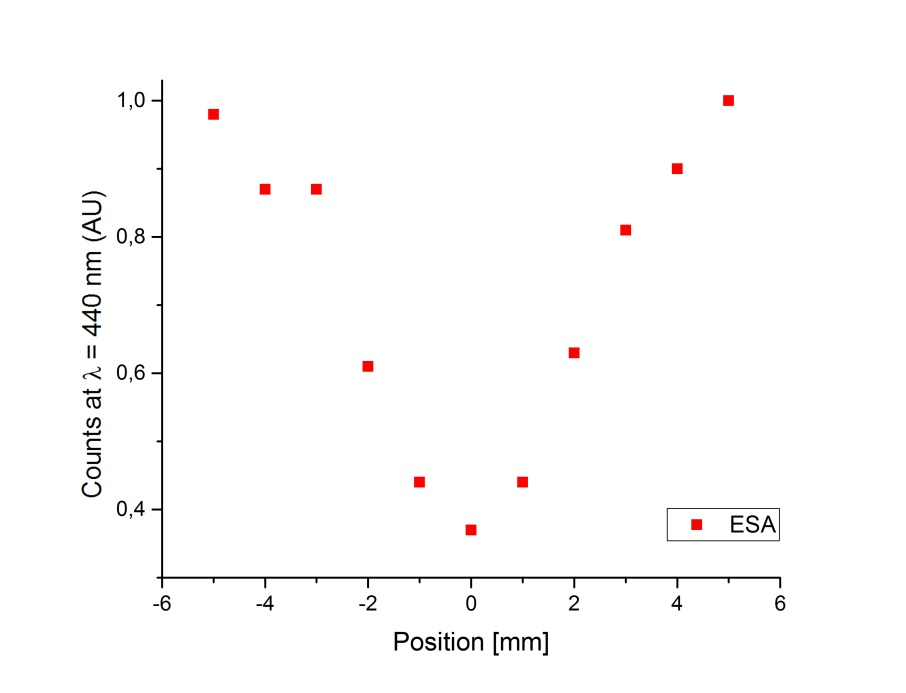 1,0
0,8
0,6
0,4
Counts at λ = 440 nm (AU)
ESA
-6 -4 -2 0 2 4 6
Position [mm]